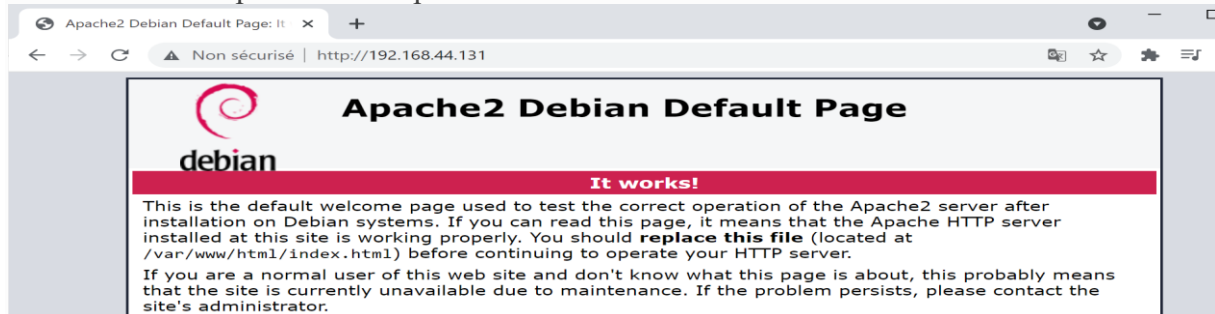 Apache2 Debian Default Page: It
Non sécurisé | http://192.168.44.131
debian
Apache2 Debian Default Page
It works!
This is the default welcome page used to test the correct operation of the Apache2 server after
installation on Debian systems. If you can read this page, it means that the Apache HTTP server
installed at this site is working properly. You should replace this file (located at
/var/www/html/index.html) before continuing to operate your HTTP server.
If you are a normal user of this web site and don't know what this page is about, this probably means
that the site is currently unavailable due to maintenance. If the problem persists, please contact the
site's administrator.